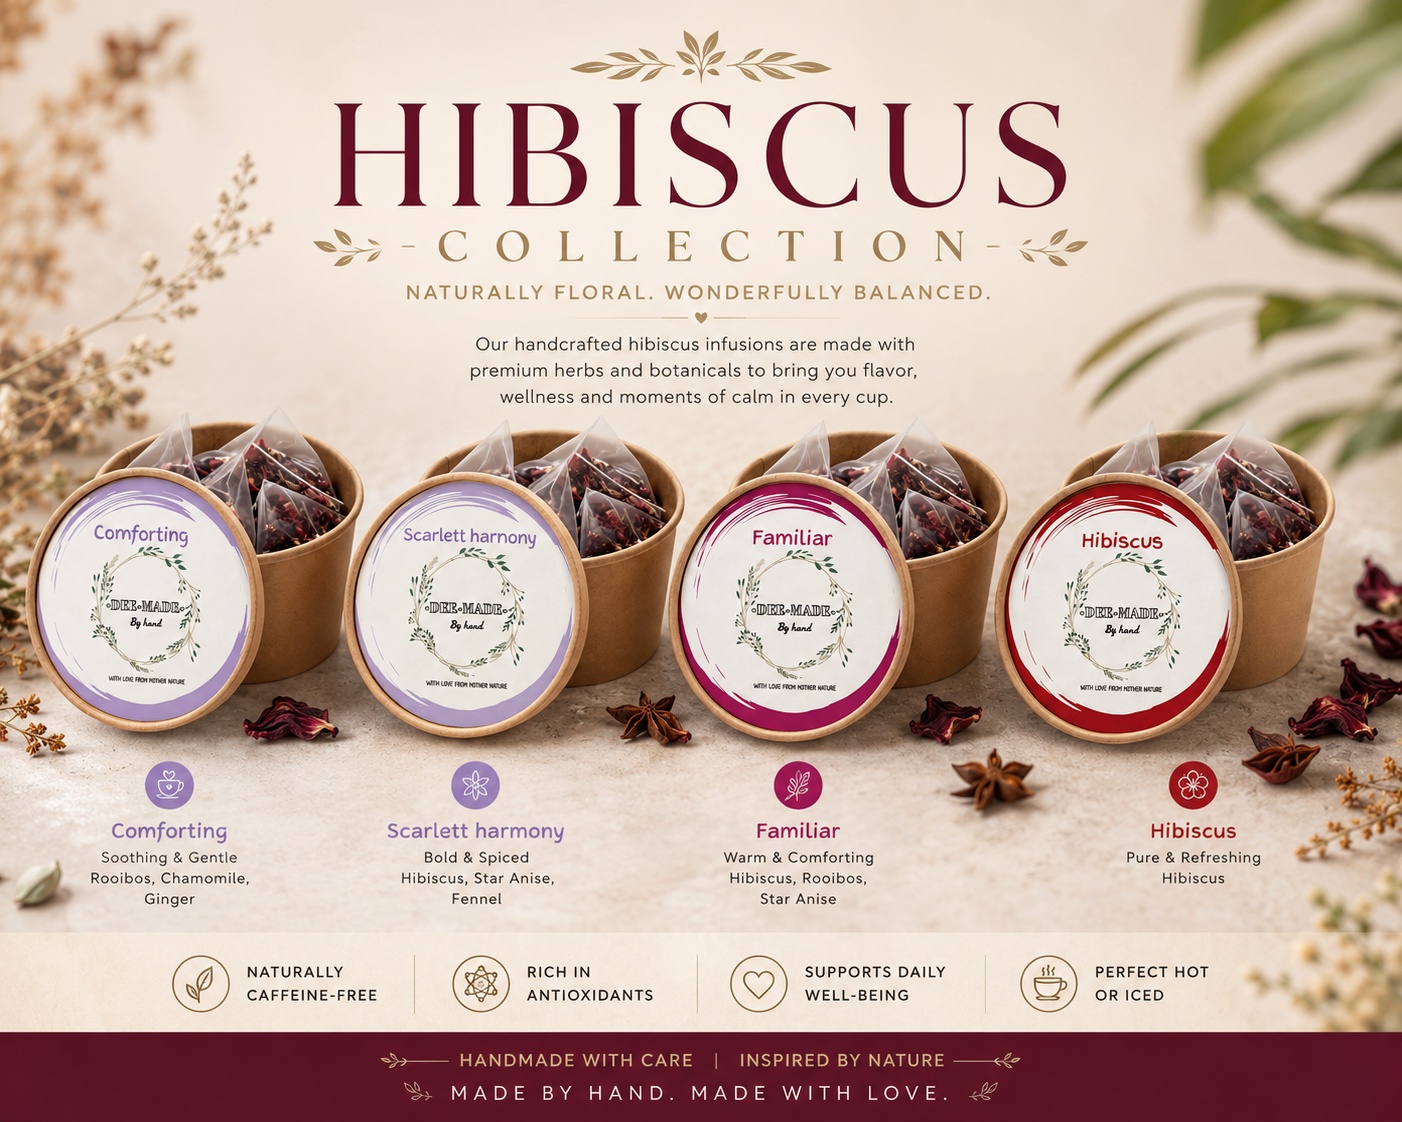 HIBISCUS
- COLLECTION -
NATURALLY FLORAL. WONDERFULLY BALANCED.
Our handcrafted hibiscus infusions are made with
premium herbs and botanicals to bring you flavor,
wellness and moments of calm in every cup.
Comforting
DEE-MADE
By hand
WITH LOVE FROM MOTHER NATURE
Scarlett harmony
DEE-MADE
By hand
WITH LOVE FROM MOTHER NATURE
Familiar
DEE-MADE
By hand
WITH LOVE FROM MOTHER NATURE
Hibiscus
DEE-MADE
By hand
WITH LOVE FROM MOTHER NATURE
Comforting
Soothing & Gentle
Rooibos, Chamomile,
Ginger
Scarlett harmony
Bold & Spiced
Hibiscus, Star Anise,
Fennel
Familiar
Warm & Comforting
Hibiscus, Rooibos,
Star Anise
Hibiscus
Pure & Refreshing
Hibiscus
NATURALLY
CAFFEINE-FREE
RICH IN
ANTIOXIDANTS
SUPPORTS DAILY
WELL-BEING
PERFECT HOT
OR ICED
HANDMADE WITH CARE | INSPIRED BY NATURE
MADE BY HAND. MADE WITH LOVE.